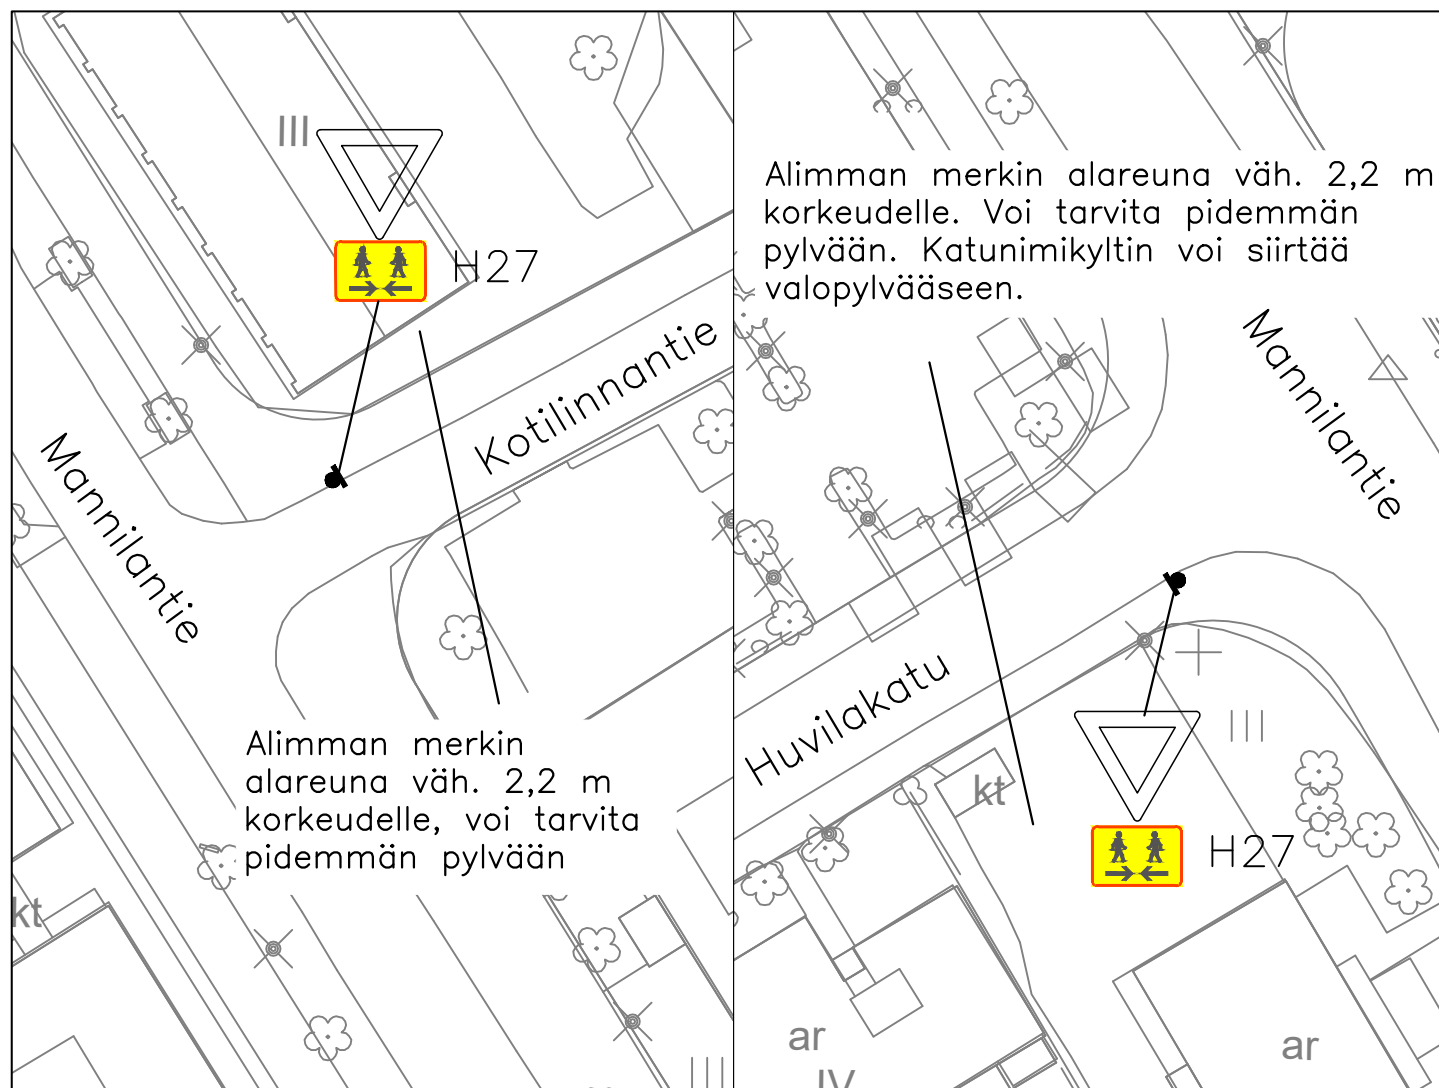 III
H27
Kotilinnantie
Mannilantie
Alimman merkin
alareuna väh. 2,2 m
korkeudelle, voi tarvita
pidemmän pylvään
kt
III
Alimman merkin alareuna väh. 2,2 m
korkeudelle. Voi tarvita pidemmän
pylvään. Katunimikyltin voi siirtää
valopylvääseen.
Mannilantie
Huvilakatu
III
kt
H27
ar
IV
ar